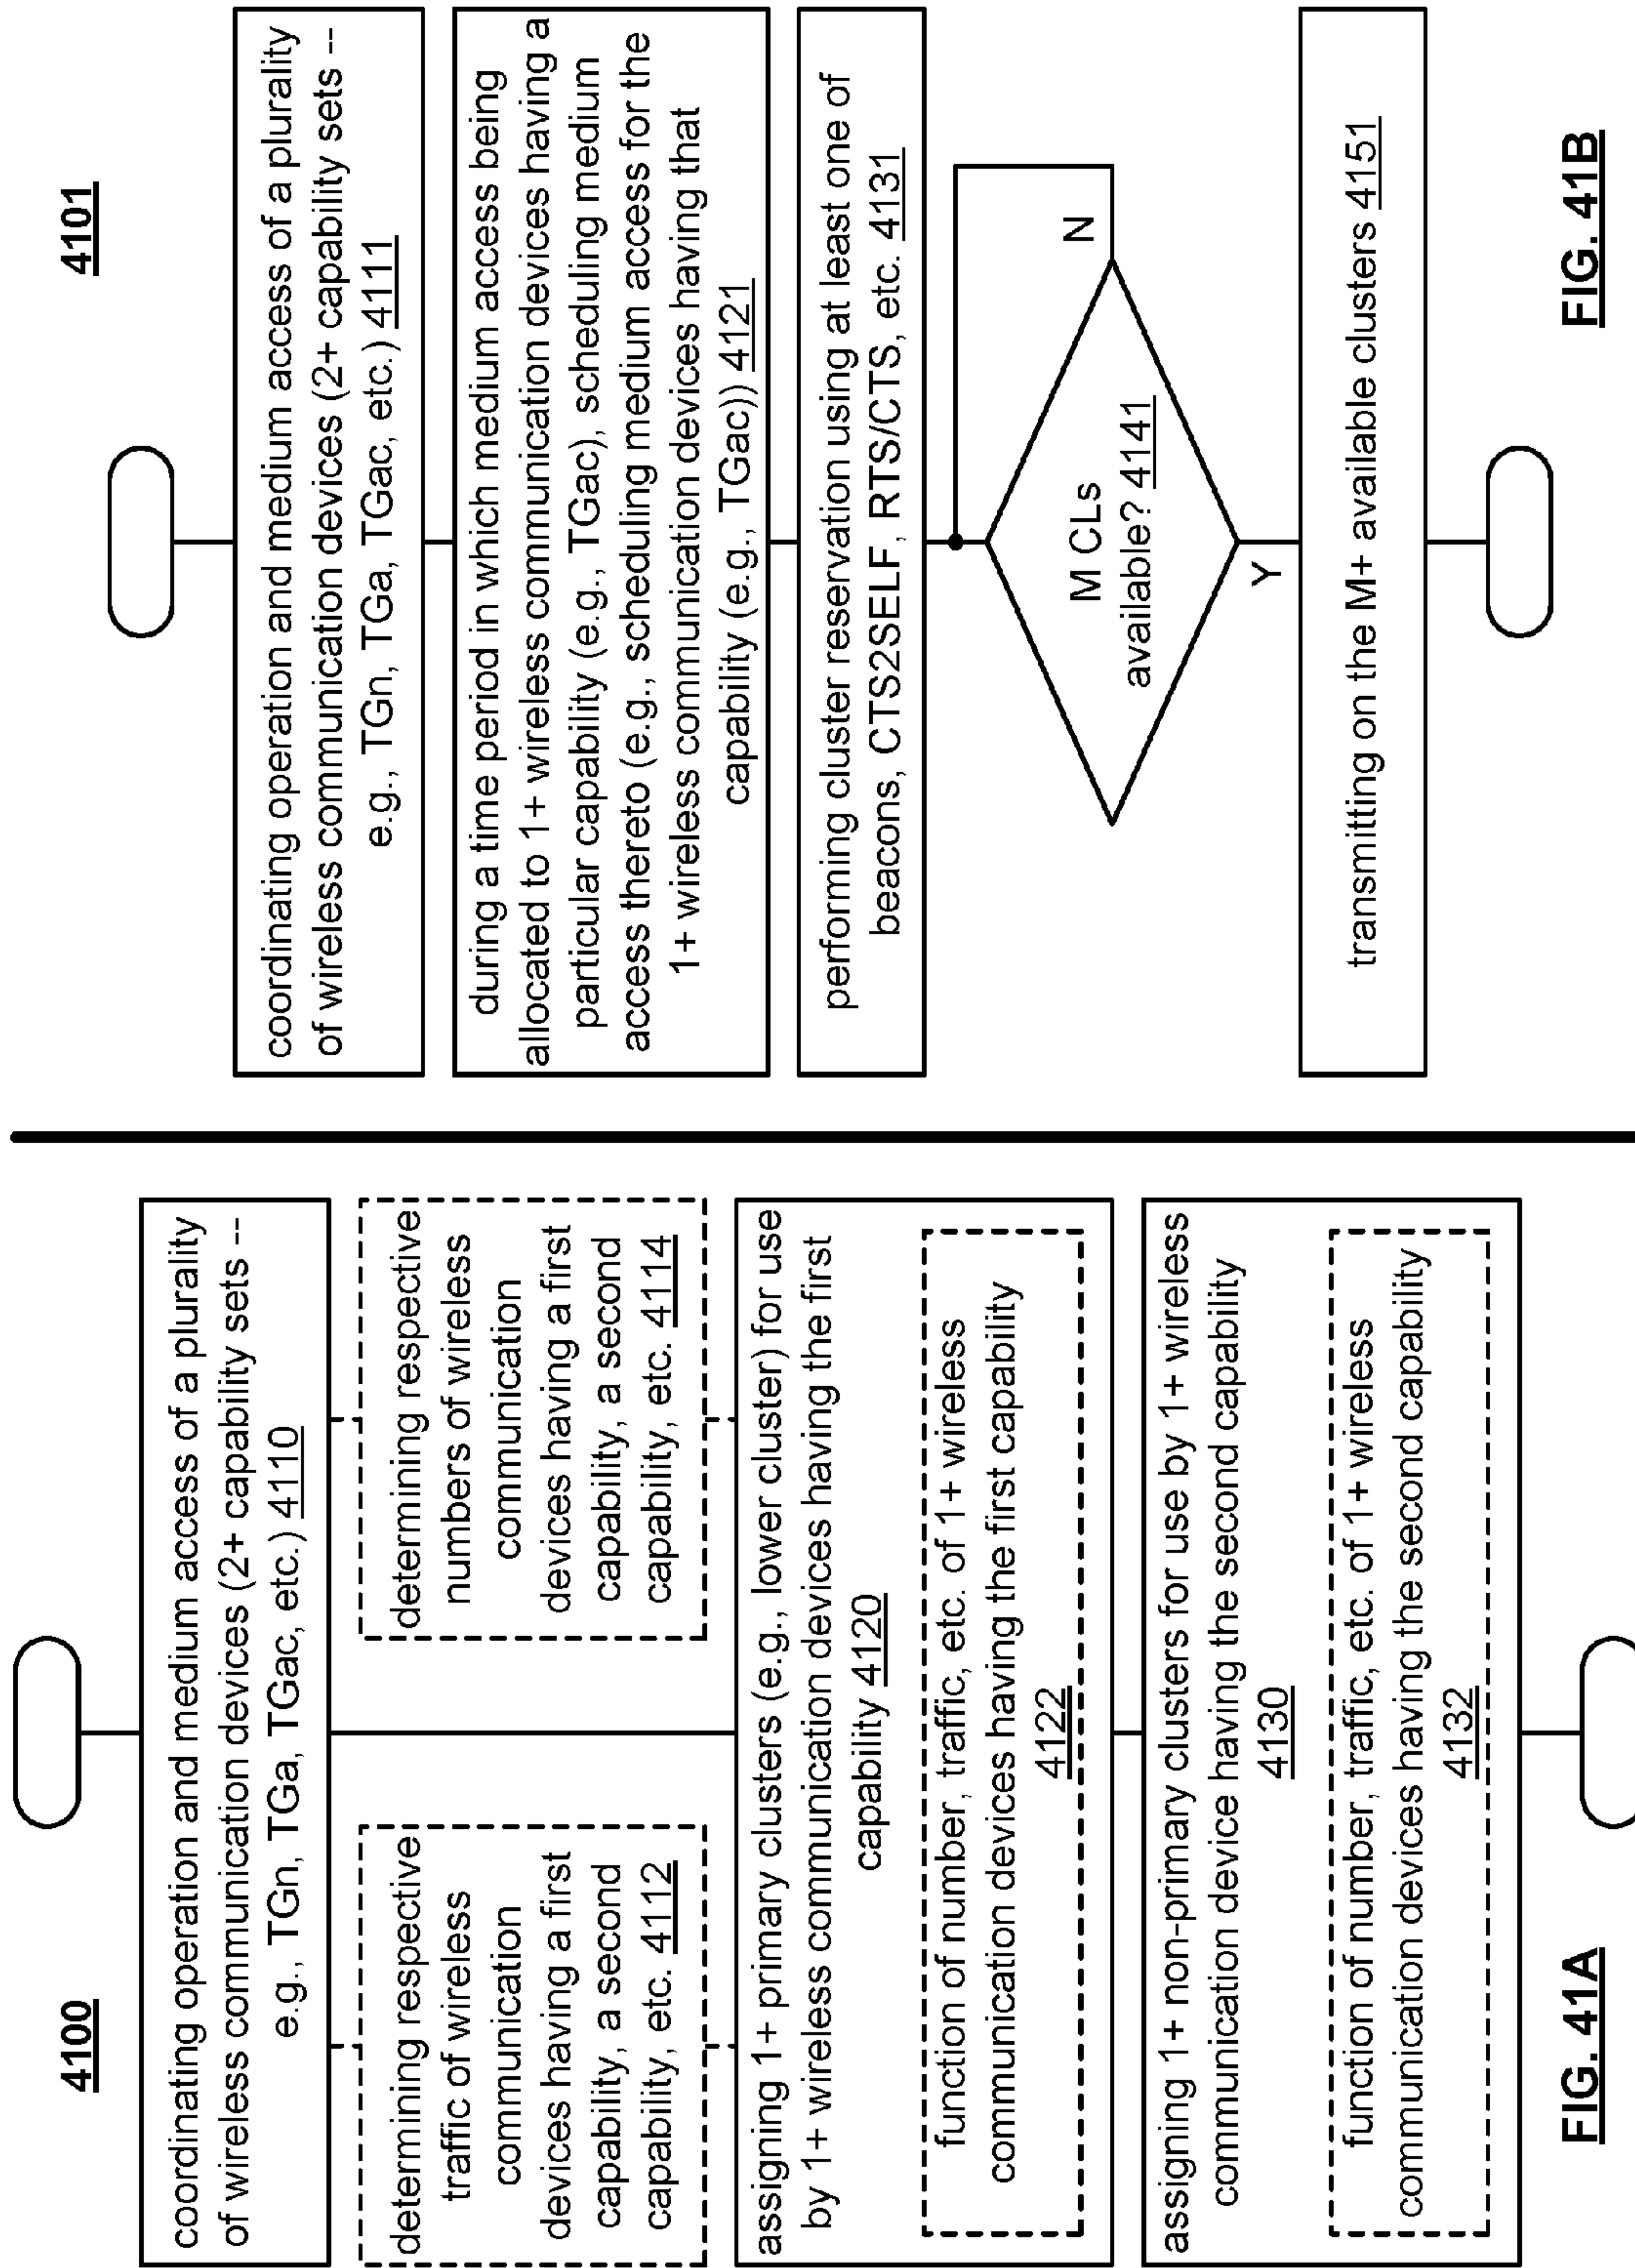 4100
coordinating operation and medium access of a plurality
of wireless communication devices (2+ capability sets --
e.g., TGn, TGa, TGac, etc.) 4110
determining respective
traffic of wireless
communication
devices having a first
capability, a second
capability, etc. 4112
determining respective
numbers of wireless
communication
devices having a first
capability, a second
capability, etc. 4114
assigning 1+ primary clusters (e.g., lower cluster) for use
by 1+ wireless communication devices having the first
capability 4120
function of number, traffic, etc. of 1+ wireless
communication devices having the first capability
4122
assigning 1+ non-primary clusters for use by 1+ wireless
communication device having the second capability
4130
function of number, traffic, etc. of 1+ wireless
communication devices having the second capability
4132
FIG. 41A
4101
coordinating operation and medium access of a plurality
of wireless communication devices (2+ capability sets --
e.g., TGn, TGa, TGac, etc.) 4111
during a time period in which medium access being
allocated to 1+ wireless communication devices having a
particular capability (e.g., TGac), scheduling medium
access thereto (e.g., scheduling medium access for the
1+ wireless communication devices having that
capability (e.g., TGac)) 4121
performing cluster reservation using at least one of
beacons, CTS2SELF, RTS/CTS, etc. 4131
M CLs
available? 4141
N
Y
transmitting on the M+ available clusters 4151
FIG. 41B